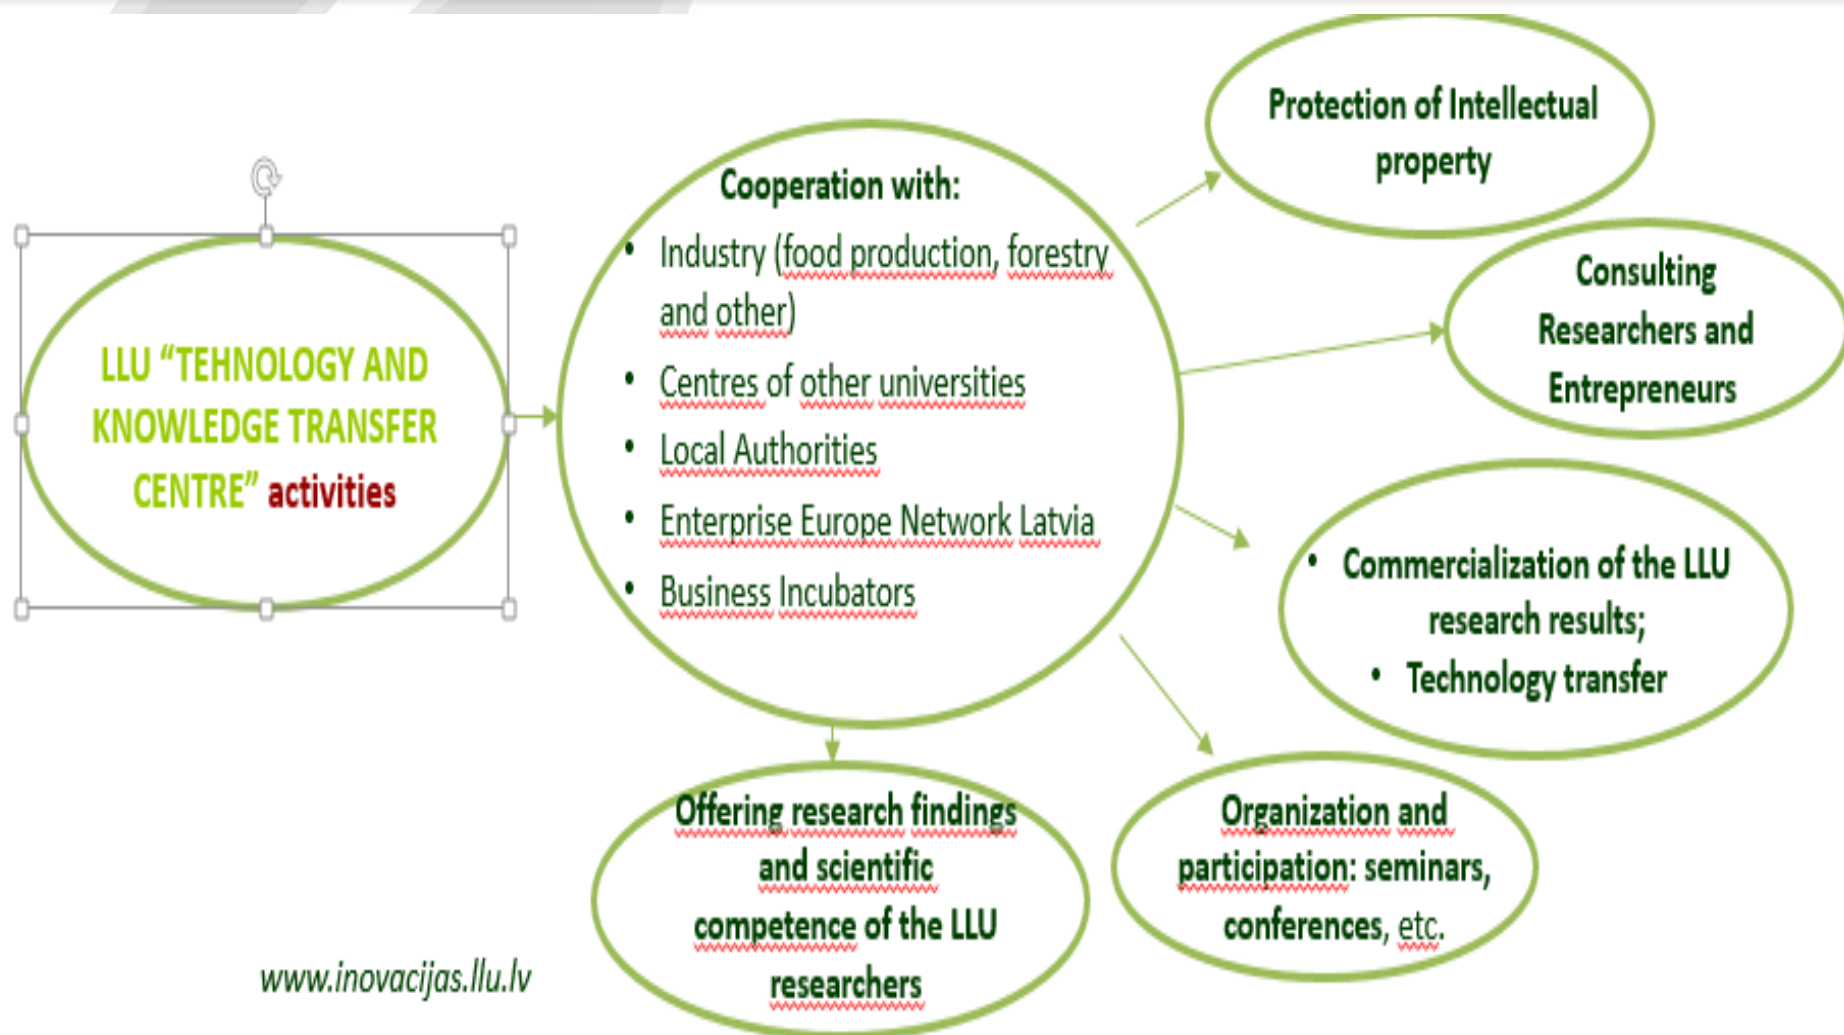 LLU “TEHNOLOGY AND
KNOWLEDGE TRANSFER
CENTRE” activities
Cooperation with:
• Industry (food production, forestry
and other)
• Centres of other universities
• Local Authorities
• Enterprise Europe Network Latvia
• Business Incubators
Protection of Intellectual
property
Consulting
Researchers and
Entrepreneurs
• Commercialization of the LLU
research results;
• Technology transfer
Organization and
participation: seminars,
conferences, etc.
Offering research findings
and scientific
competence of the LLU
researchers
www.inovacijas.llu.lv